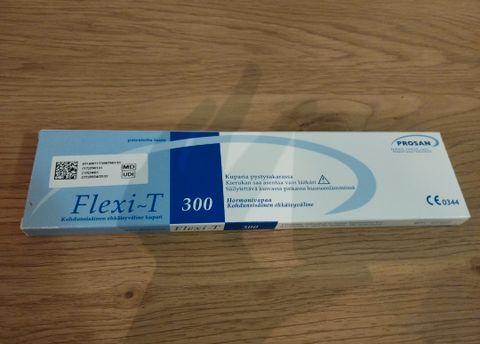 MD
UDI
PROSAN
Flexi-T
300
Kohdunsisäinen ehkäisyväline kupari
Kuparia pystysakarassa
Kierukan saa asentaa vain lääkäri
Säilytettävä kuivassa paikassa huoneenlämmössä
Hormonivapaa
Kohdunsisäinen ehkäisyväline
CE 0344
Flexi-T
300